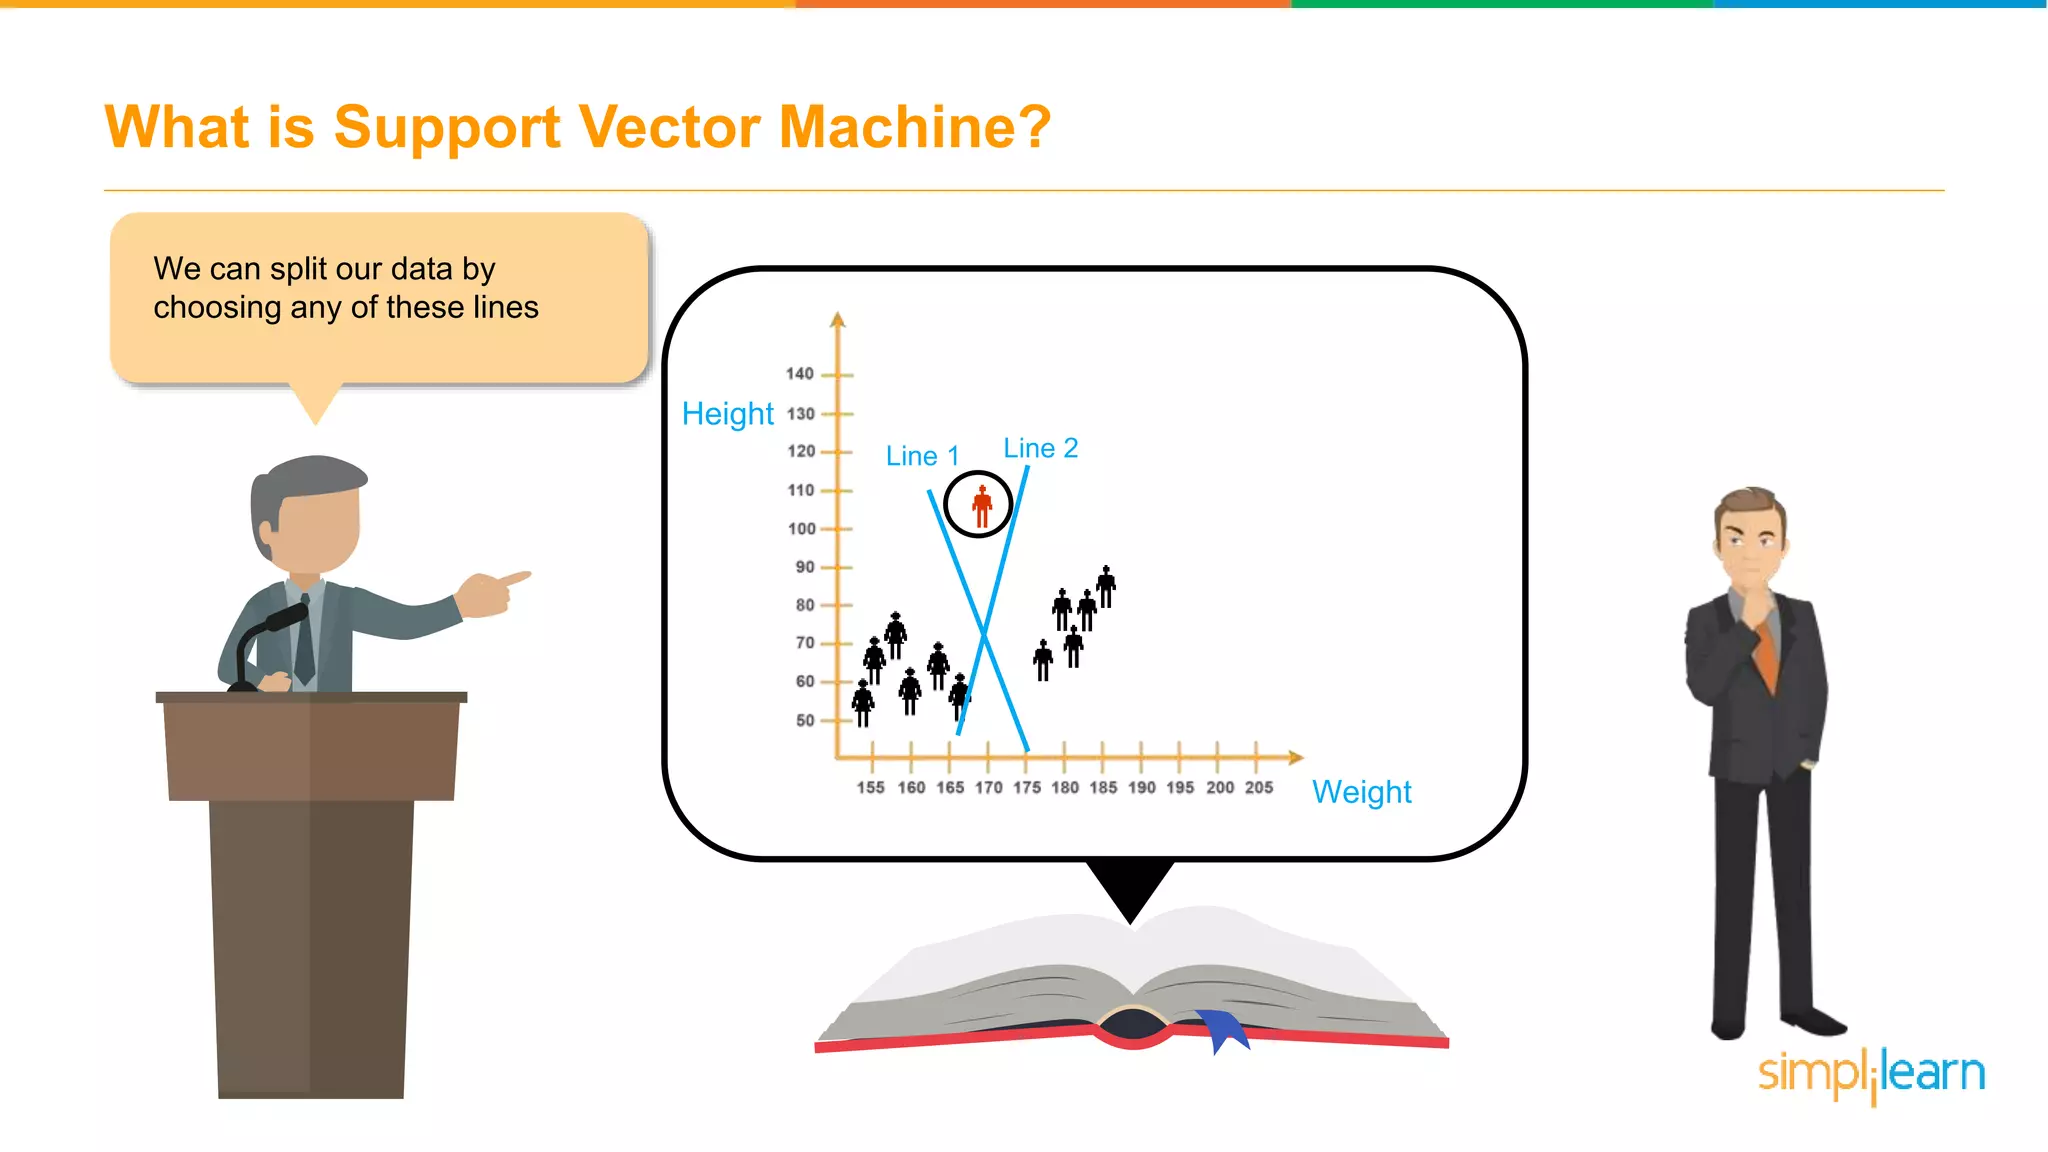 What is Support Vector Machine?
We can split our data by
choosing any of these lines
Height
140
130
120
110
100
90
80
70
60
50
Line 1
Line 2
155 160 165 170 175 180 185 190 195 200 205
Weight
simplilearn